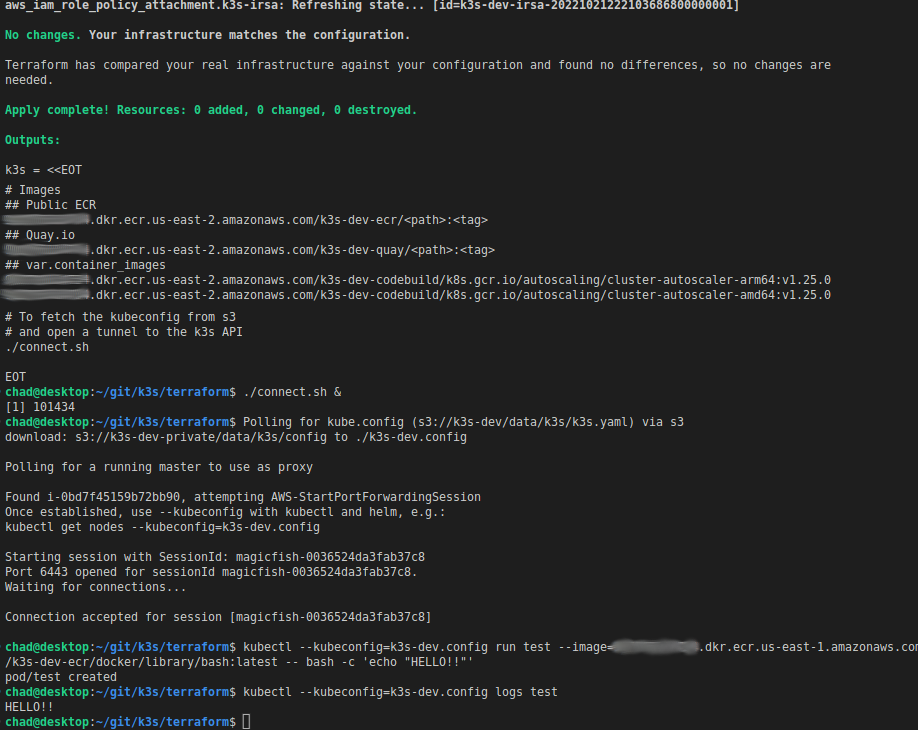 aws_iam_role_policy_attachment.k3s-irsa: Refreshing state... [id=k3s-dev-irsa-20221021222103686800000001]
No changes. Your infrastructure matches the configuration.
Terraform has compared your real infrastructure against your configuration and found no differences, so no changes are
needed.
Apply complete! Resources: 0 added, 0 changed, 0 destroyed.
Outputs:
k3s = <<EOT
# Images
## Public ECR
.dkr.ecr.us-east-2.amazonaws.com/k3s-dev-ecr/<path>:<tag>
## Quay.io
.dkr.ecr.us-east-2.amazonaws.com/k3s-dev-quay/<path>:<tag>
## var.container_images
.dkr.ecr.us-east-2.amazonaws.com/k3s-dev-codebuild/k8s.gcr.io/autoscaling/cluster-autoscaler-arm64:v1.25.0
.dkr.ecr.us-east-2.amazonaws.com/k3s-dev-codebuild/k8s.gcr.io/autoscaling/cluster-autoscaler-amd64:v1.25.0
# To fetch the kubeconfig from s3
# and open a tunnel to the k3s API
./connect.sh
EOT
chad@desktop:~/git/k3s/terraform$ ./connect.sh &
[1] 101434
chad@desktop:~/git/k3s/terraform$ Polling for kube.config (s3://k3s-dev/data/k3s/k3s.yaml) via s3
download: s3://k3s-dev-private/data/k3s/config to ./k3s-dev.config
Polling for a running master to use as proxy
Found i-0bd7f45159b72bb90, attempting AWS-StartPortForwardingSession
Once established, use --kubeconfig with kubectl and helm, e.g.:
kubectl get nodes --kubeconfig=k3s-dev.config
Starting session with SessionId: magicfish-0036524da3fab37c8
Port 6443 opened for sessionId magicfish-0036524da3fab37c8.
Waiting for connections...
Connection accepted for session [magicfish-0036524da3fab37c8]
chad@desktop:~/git/k3s/terraform$ kubectl --kubeconfig=k3s-dev.config run test --image=.dkr.ecr.us-east-1.amazonaws.com
/k3s-dev-ecr/docker/library/bash:latest -- bash -c 'echo "HELLO!!"'
pod/test created
chad@desktop:~/git/k3s/terraform$ kubectl --kubeconfig=k3s-dev.config logs test
HELLO!!
chad@desktop:~/git/k3s/terraform$